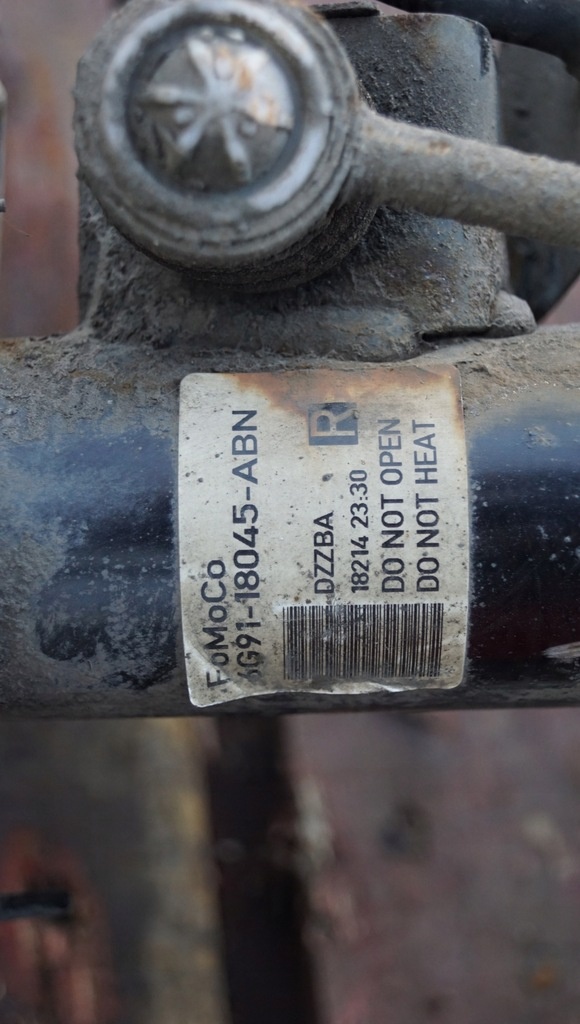 FoMoCo
6G91-18045-ABN
R
DZZBA
18214 23:30
DO NOT OPEN
DO NOT HEAT